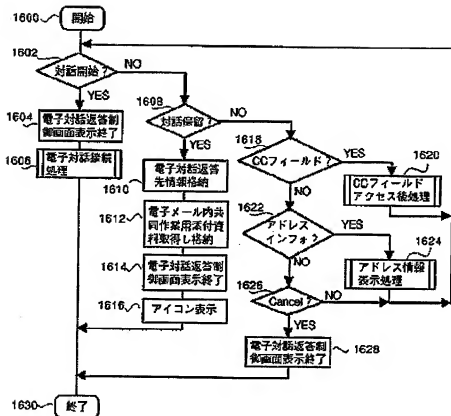 1600
開始
1602
対話開始?
NO
YES
1604
電子対話返答制
御画面表示終了
1606
電子対話接続
処理
1608
対話保留?
NO
YES
1610
電子対話返答
先情報格納
1612
電子メール内共
同作業用添付資
料取得し格納
1614
電子対話返答制
御画面表示終了
1616
アイコン表示
1618
CCフィールド?
YES
NO
1620
CCフィールド
アクセス後処理
1622
アドレス
インフォ?
YES
NO
1624
アドレス情報
表示処理
1626
Cancel?
NO
YES
1628
電子対話返答制
御画面表示終了
1630
終了